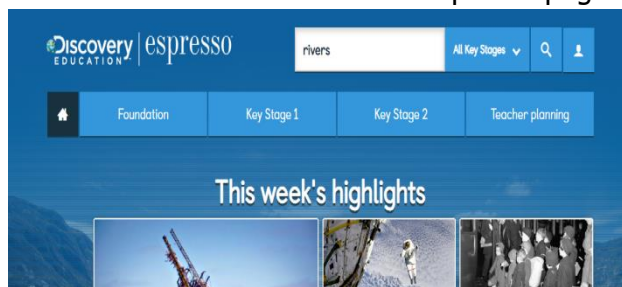 Discovery EDUCATION | espresso rivers All Key Stages
Foundation Key Stage 1 Key Stage 2 Teacher planning
This week's highlights